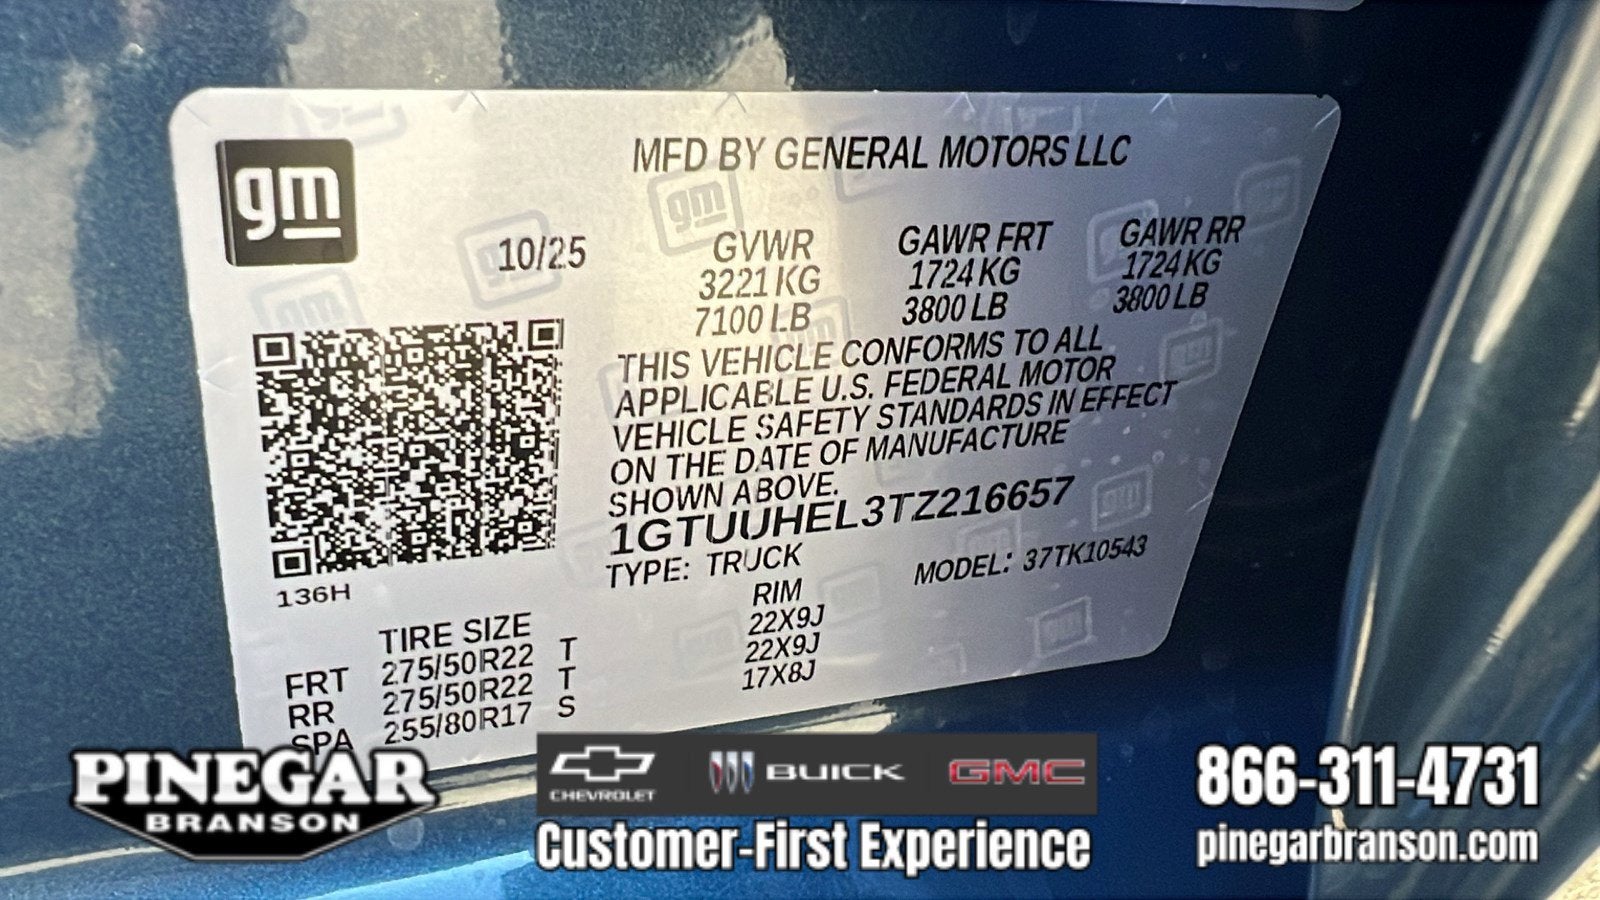 gm
MFD BY GENERAL MOTORS LLC
10/25
GVWR GAWR FRT GAWR RR
3221 KG 1724 KG 1724 KG
7100 LB 3800 LB 3800 LB
THIS VEHICLE CONFORMS TO ALL
APPLICABLE U.S. FEDERAL MOTOR
VEHICLE SAFETY STANDARDS IN EFFECT
ON THE DATE OF MANUFACTURE
SHOWN ABOVE.
1GTUUHEL3TZ216657
TYPE: TRUCK MODEL: 37TK10543
136H
TIRE SIZE RIM
FRT 275/50R22 T 22X9J
RR 275/50R22 T 22X9J
SPA 255/80R17 S 17X8J
PINEGAR
BRANSON
CHEVROLET
BUICK
GMC
Customer-First Experience
866-311-4731
pinegarbranson.com